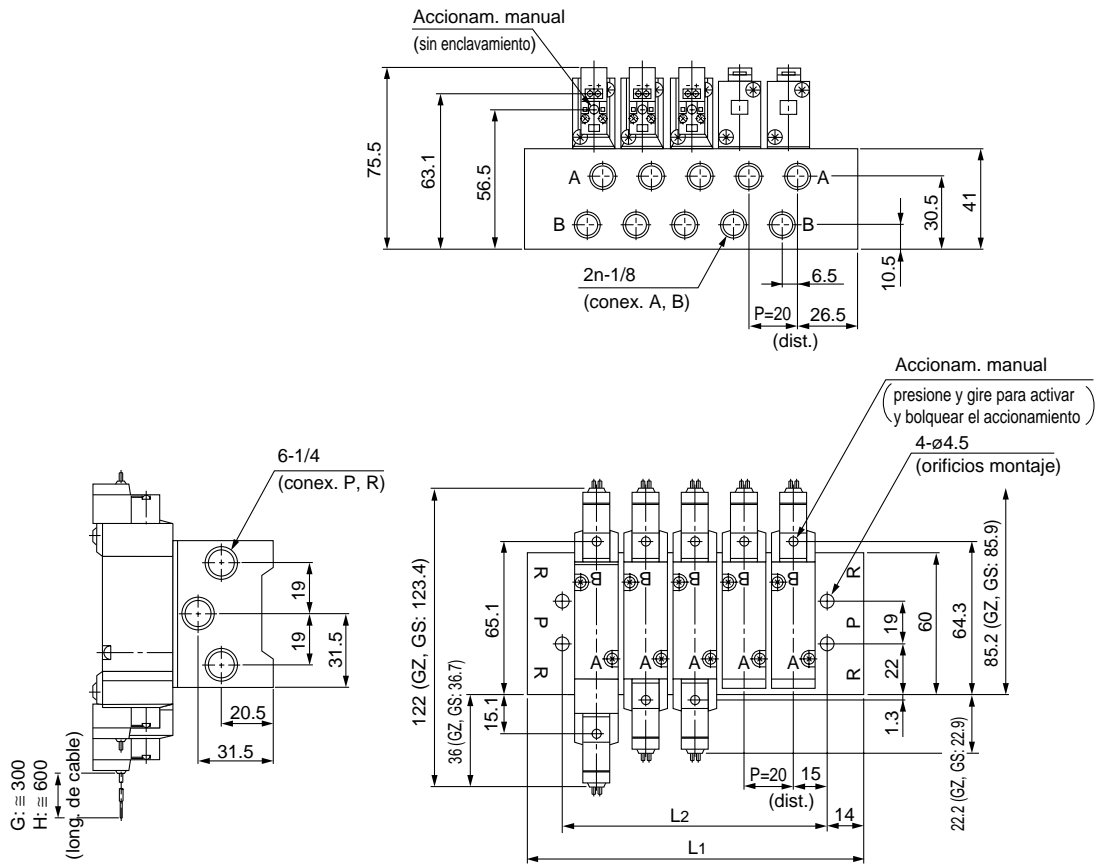 Accionam. manual
(sin enclavamiento)
75.5
63.1
56.5
- +
- +
- +
A
A
B
B
41
30.5
10.5
2n-1/8
(conex. A, B)
6.5
P=20
26.5
(dist.)
Accionam. manual
(presione y gire para activar
y bolquear el accionamiento)
4-ø4.5
(orificios montaje)
6-1/4
(conex. P, R)
19
19
31.5
20.5
31.5
G: ≅ 300
H: ≅ 600
(long. de cable)
122 (GZ, GS: 123.4)
65.1
36 (GZ, GS: 36.7)
15.1
R
P
R
B
B
B
B
B
A
A
A
A
A
R
P
R
19
22
60
64.3
85.2 (GZ, GS: 85.9)
1.3
22.2 (GZ, GS: 22.9)
P=20
15
(dist.)
L2
14
L1